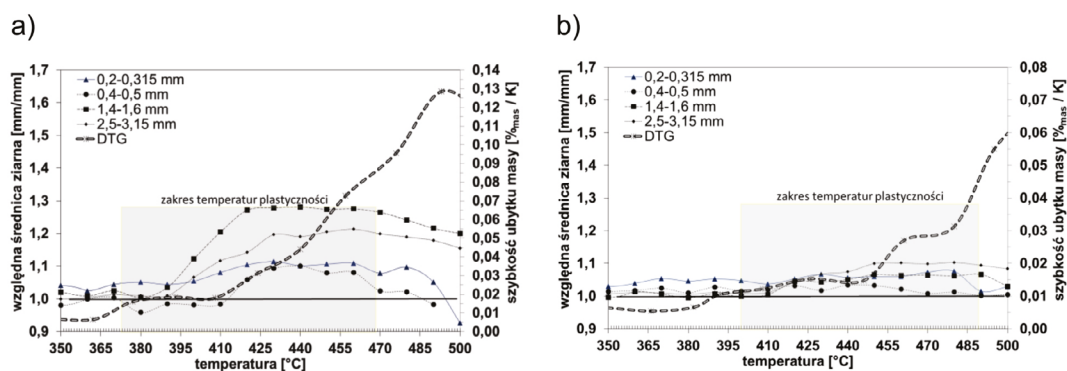 a)
1,7
1,6
1,5
1,4
1,3
1,2
1,1
1,0
0,9
względna średnica ziarna [mm/mm]
0,2-0,315 mm
0,4-0,5 mm
1,4-1,6 mm
2,5-3,15 mm
DTG
zakres temperatur plastyczności
0,14
0,13
0,12
0,11
0,10
0,09
0,08
0,07
0,06
0,05
0,04
0,03
0,02
0,01
0,00
szybkość ubytku masy [%mas / K]
350 365 380 395 410 425 440 455 470 485 500
temperatura [°C]
b)
1,7
1,6
1,5
1,4
1,3
1,2
1,1
1,0
0,9
względna średnica ziarna [mm/mm]
0,2-0,315 mm
0,4-0,5 mm
1,4-1,6 mm
2,5-3,15 mm
DTG
zakres temperatur plastyczności
0,08
0,07
0,06
0,05
0,04
0,03
0,02
0,01
0,00
szybkość ubytku masy [%mas / K]
350 365 380 395 410 425 440 455 470 485 500
temperatura [°C]